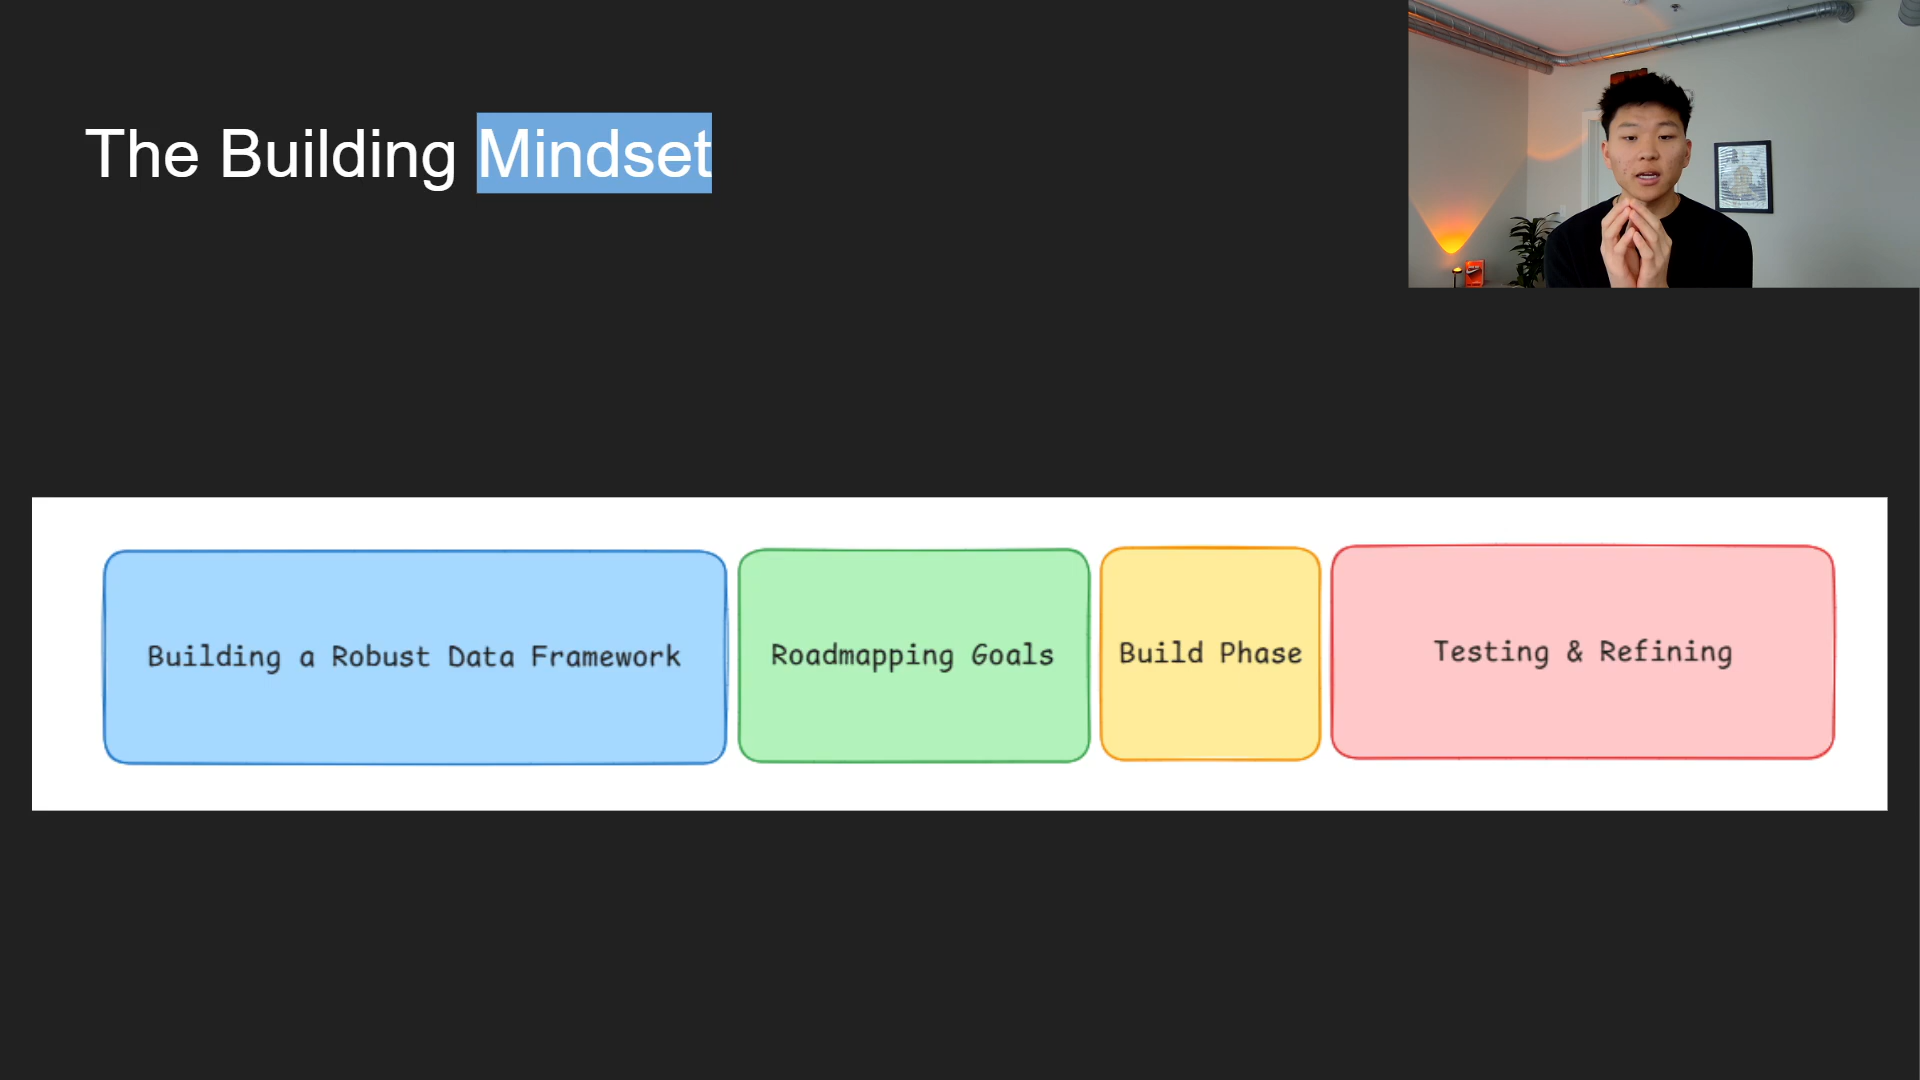 The Building Mindset
Building a Robust Data Framework
Roadmapping Goals
Build Phase
Testing & Refining